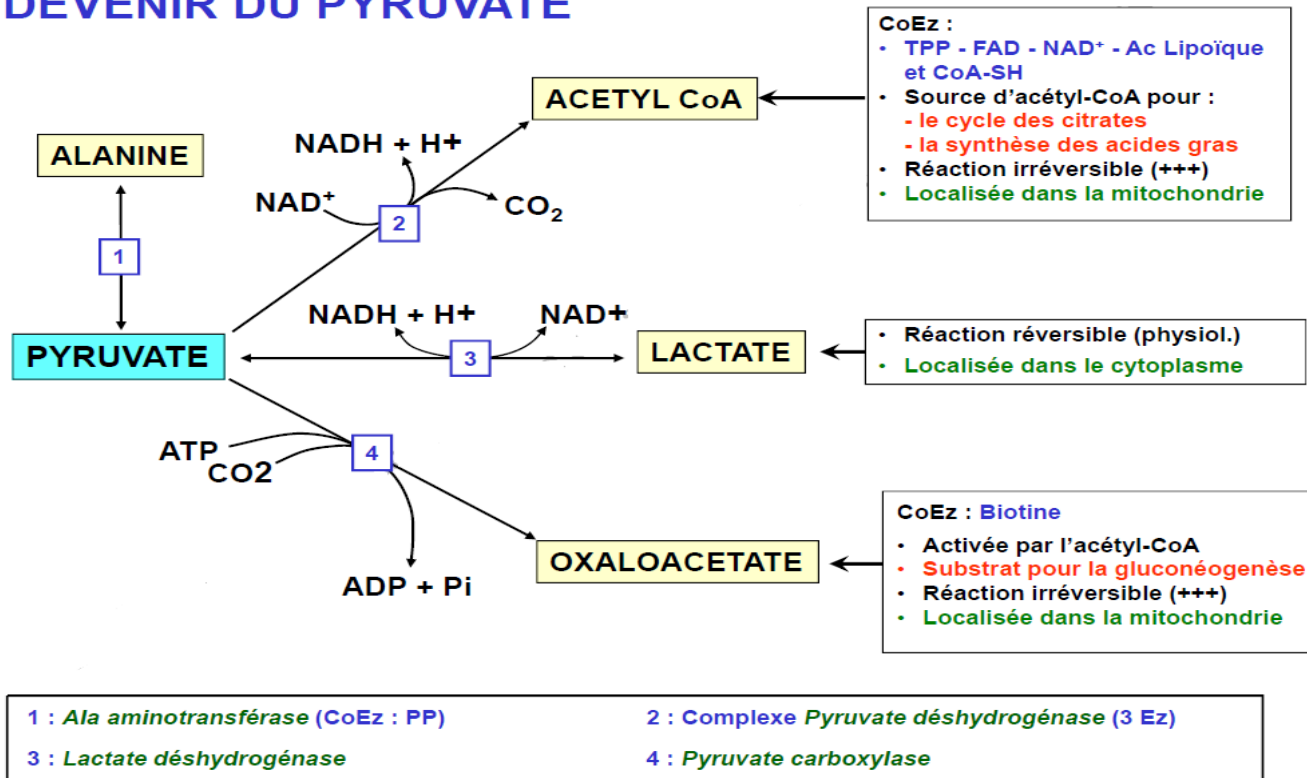 DEVENIR DU PYRUVATE
CoEz :
• TPP - FAD - NAD⁺ - Ac Lipoïque
et CoA-SH
• Source d'acétyl-CoA pour :
- le cycle des citrates
- la synthèse des acides gras
• Réaction irréversible (+++)
• Localisée dans la mitochondrie
ACETYL CoA
NADH + H+
ALANINE
NAD⁺
CO₂
2
1
NADH + H+
NAD+
PYRUVATE
3
LACTATE
• Réaction réversible (physiol.)
• Localisée dans le cytoplasme
ATP
CO2
4
OXALOACETATE
ADP + Pi
CoEz : Biotine
• Activée par l'acétyl-CoA
• Substrat pour la gluconéogenèse
• Réaction irréversible (+++)
• Localisée dans la mitochondrie
1 : Ala aminotransférase (CoEz : PP)
2 : Complexe Pyruvate déshydrogénase (3 Ez)
3 : Lactate déshydrogénase
4 : Pyruvate carboxylase